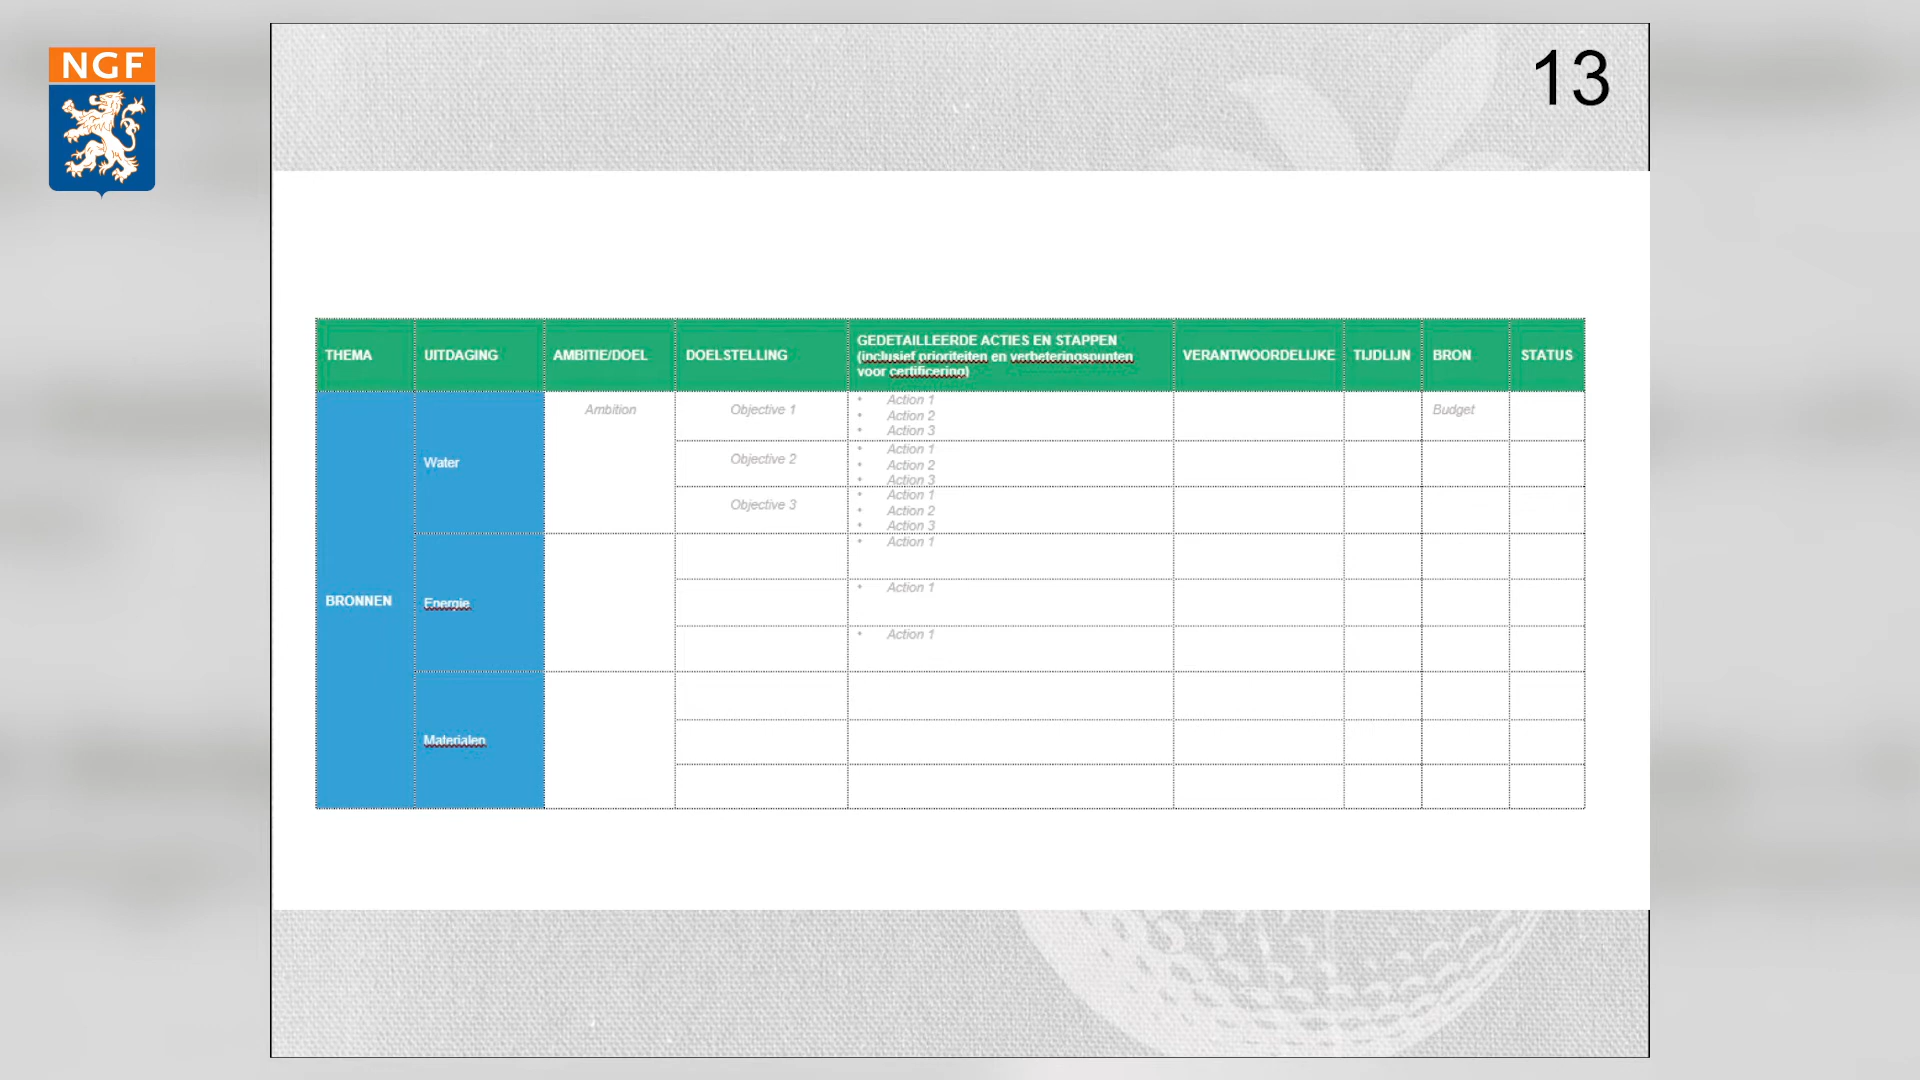 NGF
13
THEMA UITDAGING AMBITIE/DOEL DOELSTELLING GEDETAILLEERDE ACTIES EN STAPPEN (inclusief prioriteiten en verbeteringspunten voor certificering) VERANTWOORDELIJKE TIJDLIJN BRON STATUS
BRONNEN
Water
Ambition
Objective 1
• Action 1
• Action 2
• Action 3
Budget
Objective 2
• Action 1
• Action 2
• Action 3
Objective 3
• Action 1
• Action 2
• Action 3
Energie
• Action 1
• Action 1
• Action 1
Materialen